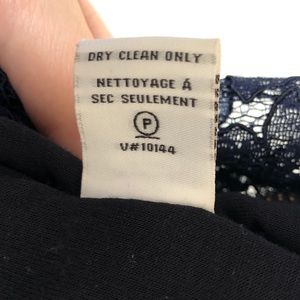 DRY CLEAN ONLY
NETTOYAGE Á
SEC SEULEMENT
P
V#10144